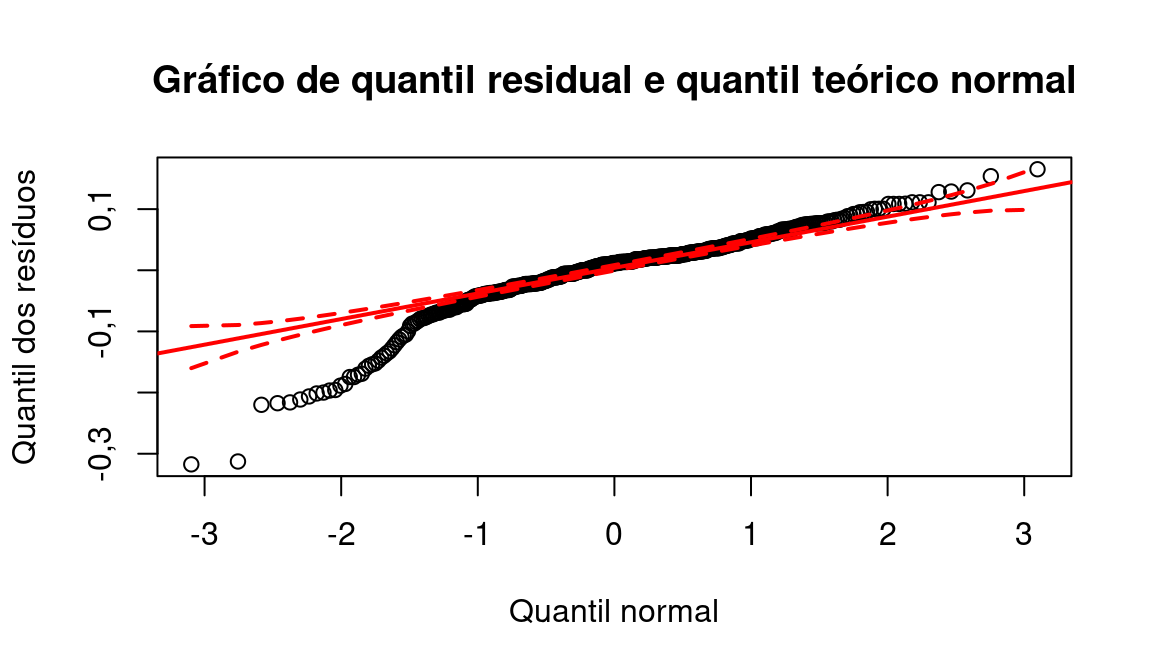 Gráfico de quantil residual e quantil teórico normal
Quantil dos resíduos
0,1
-0,1
-0,3
-3 -2 -1 0 1 2 3
Quantil normal